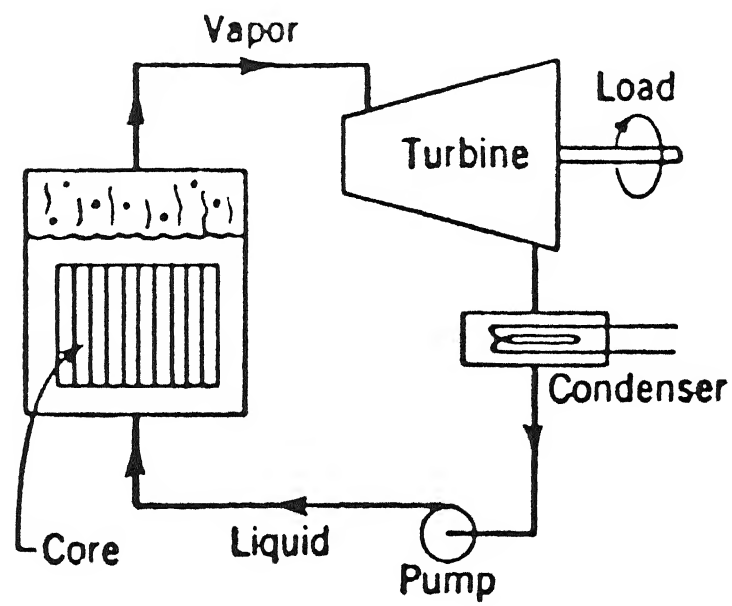 Vapor
Load
Turbine
Condenser
Liquid
Core
Pump